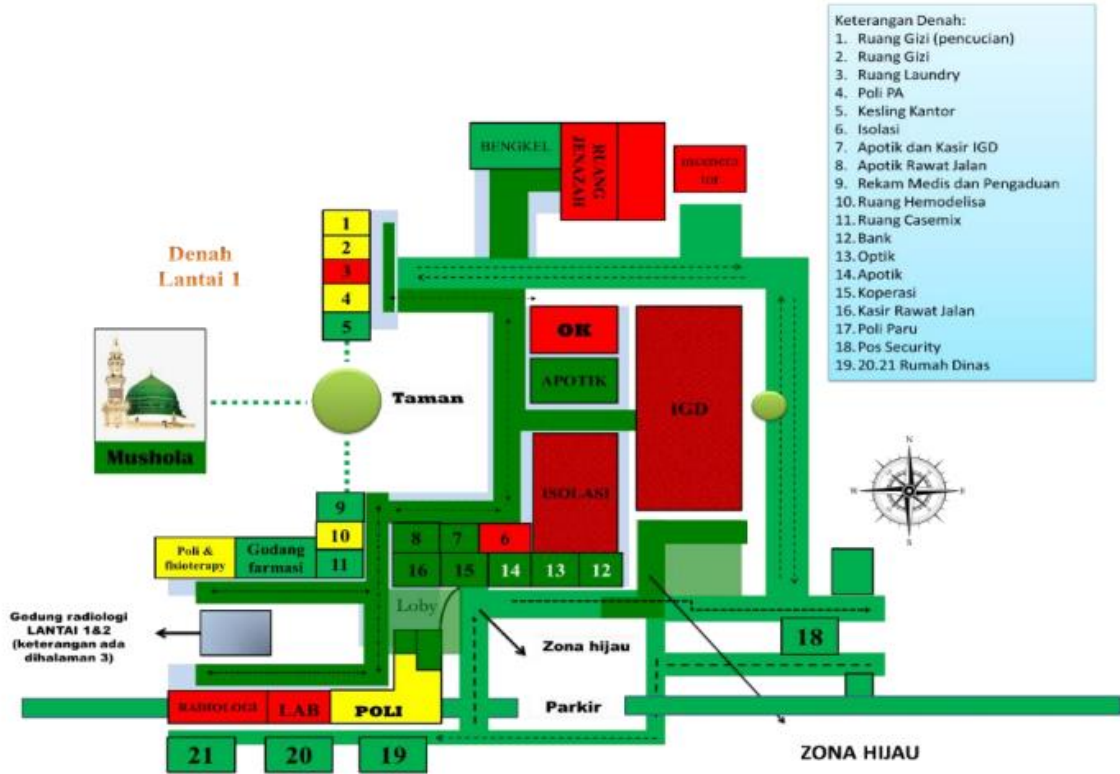 Keterangan Denah:
1. Ruang Gizi (pencucian)
2. Ruang Gizi
3. Ruang Laundry
4. Poli PA
5. Kesling Kantor
6. Isolasi
7. Apotik dan Kasir IGD
8. Apotik Rawat Jalan
9. Rekam Medis dan Pengaduan
10. Ruang Hemodelisa
11. Ruang Casemix
12. Bank
13. Optik
14. Apotik
15. Koperasi
16. Kasir Rawat Jalan
17. Poli Paru
18. Pos Security
19. 20.21 Rumah Dinas
BENGKEL
RUANG
JENAZAH
Denah
Lantai 1
1
2
3
4
5
OK
APOTIK
IGD
Taman
Mushola
N
W
E
S
ISOLASI
9
10
11
Poli &
fisioterapy
Gudang
farmasi
8
7
6
16
15
14
13
12
Loby
Gedung radiologi
LANTAI 1&2
(keterangan ada
dihalaman 3)
Zona hijau
18
RADIOLOGI
LAB
POLI
Parkir
21
20
19
ZONA HIJAU